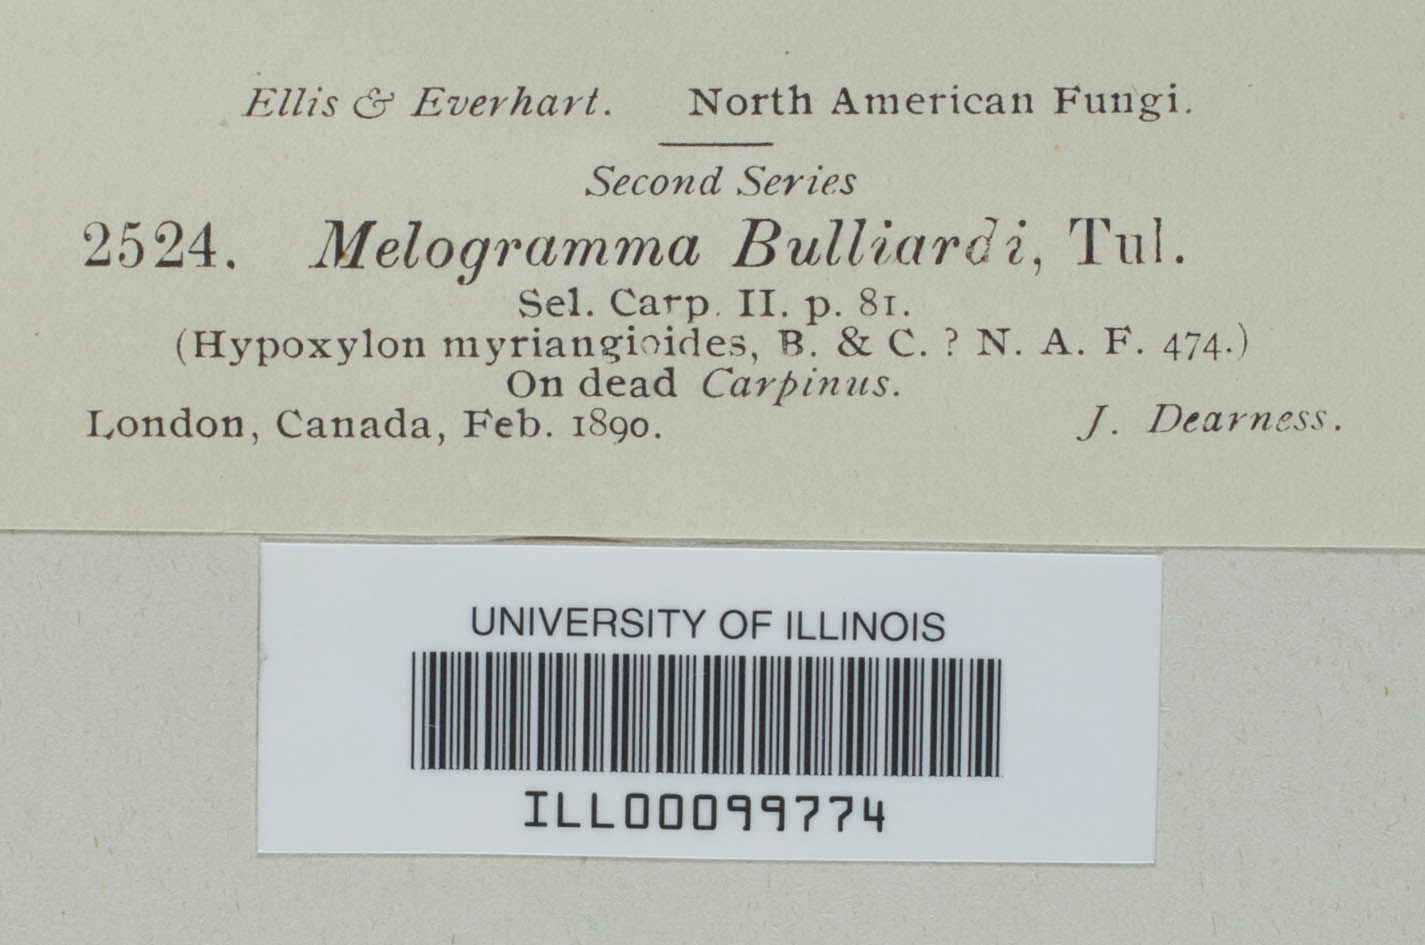 Ellis & Everhart. North American Fungi.
Second Series
2524. Melogramma Bulliardi, Tul.
Sel. Carp. II. p. 81.
(Hypoxylon myriangioides, B. & C. ? N. A. F. 474.)
On dead Carpinus.
London, Canada, Feb. 1890. J. Dearness.
UNIVERSITY OF ILLINOIS
ILL00099774